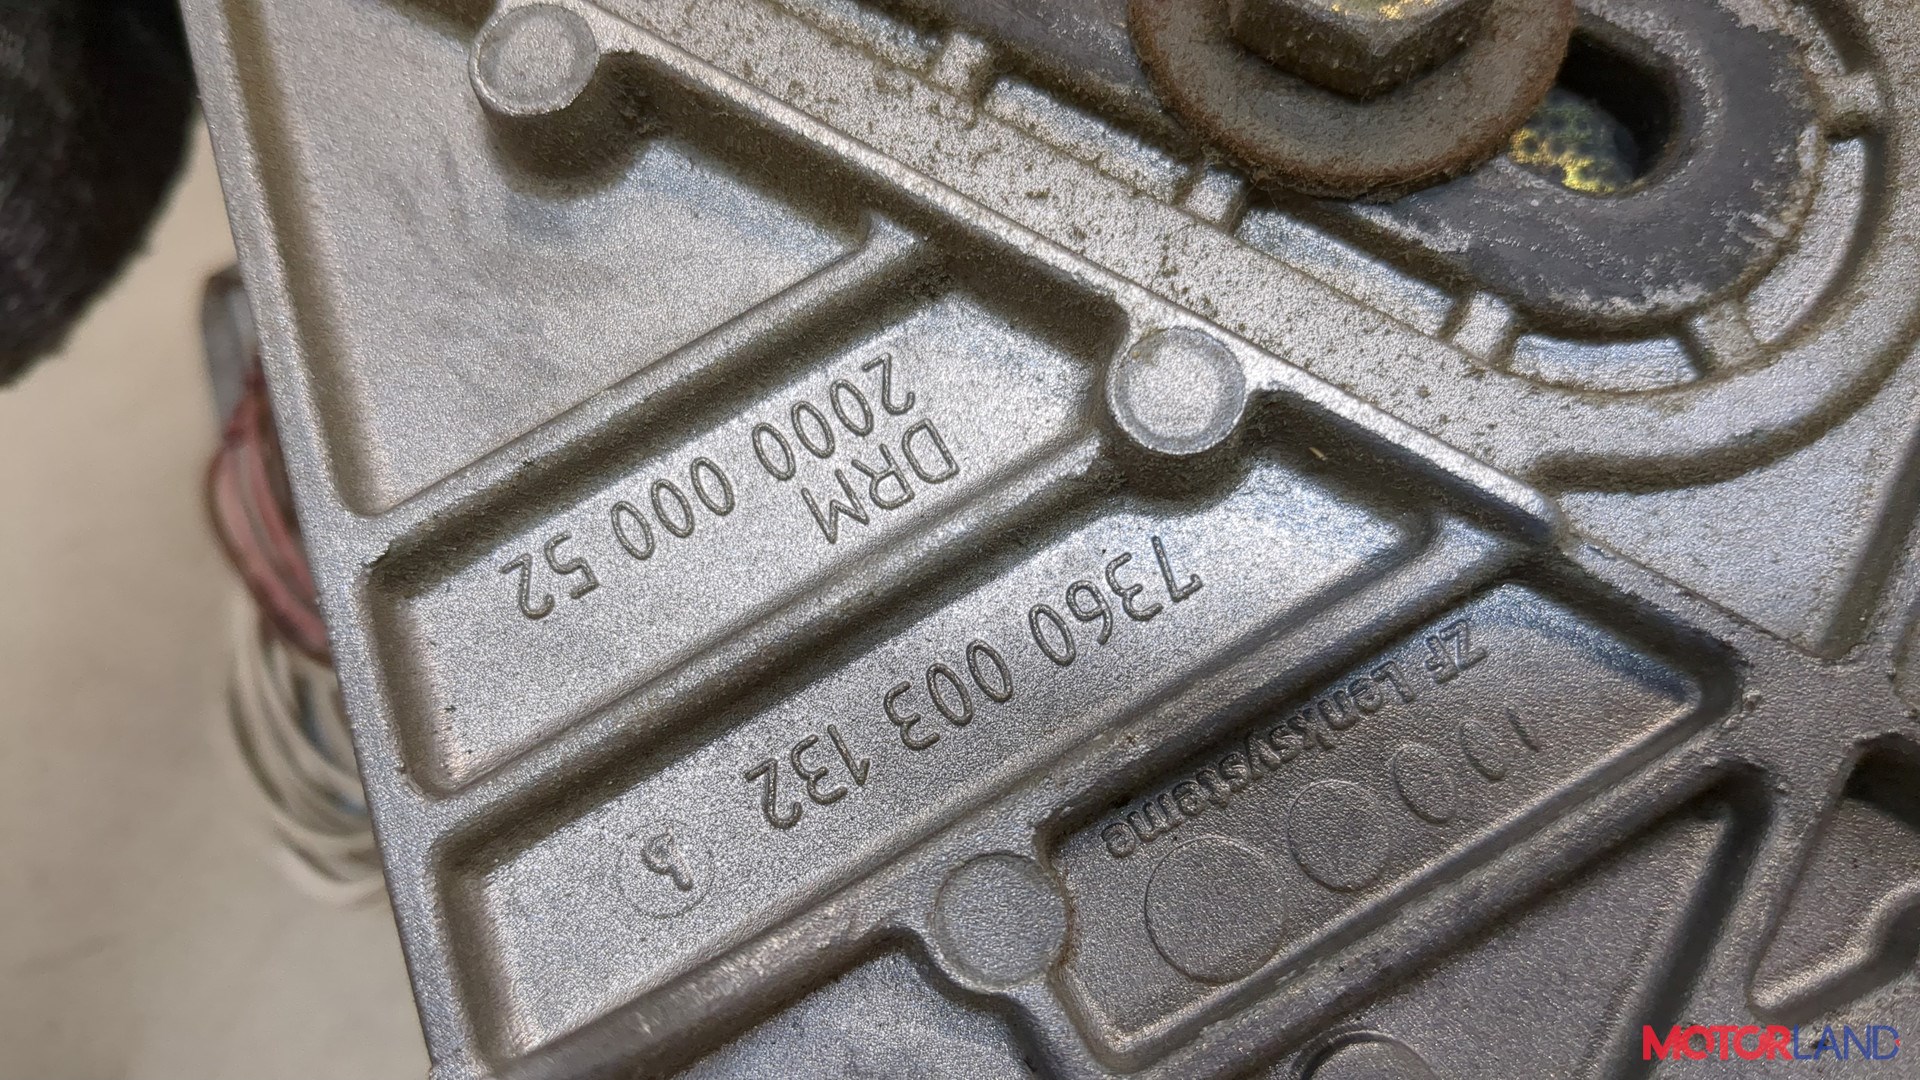 ZF Lenksysteme
7360 003 132
DRM
2000 000 52
MOTORLAND